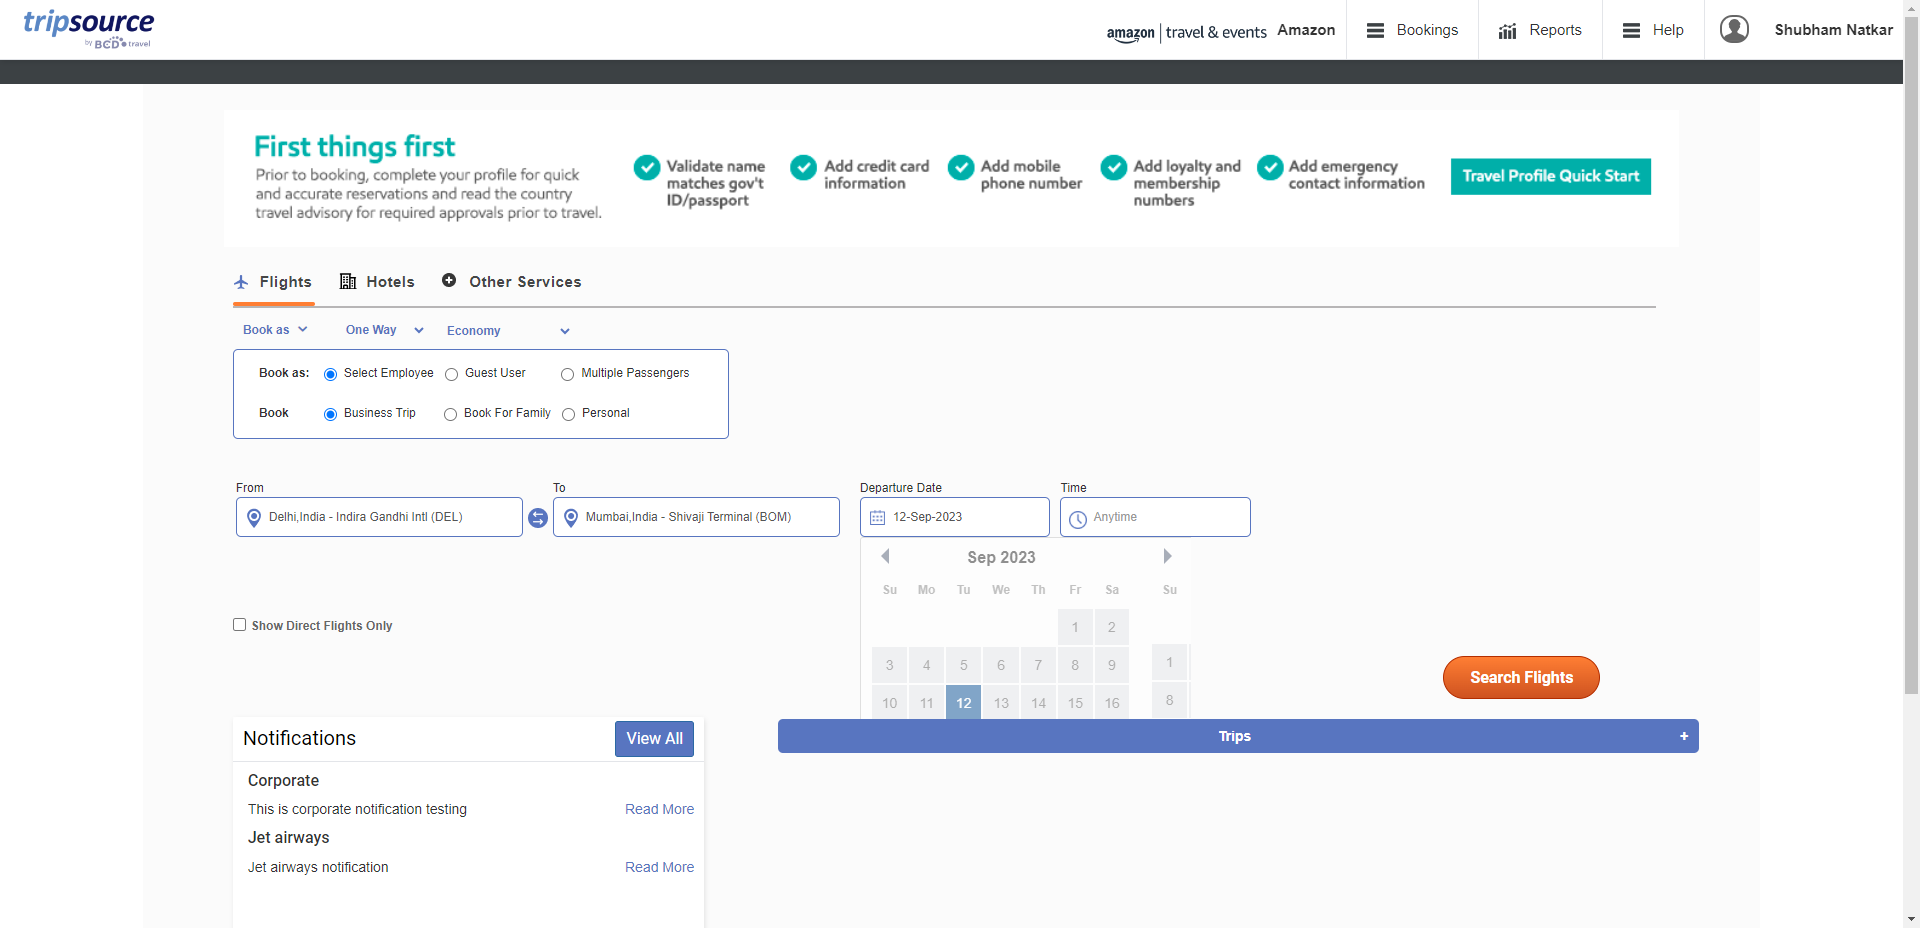 tripsource
by BCD travel
amazon | travel & events Amazon
Bookings
Reports
Help
Shubham Natkar
First things first
Prior to booking, complete your profile for quick
and accurate reservations and read the country
travel advisory for required approvals prior to travel.
Validate name
matches gov't
ID/passport
Add credit card
information
Add mobile
phone number
Add loyalty and
membership
numbers
Add emergency
contact information
Travel Profile Quick Start
Flights
Hotels
Other Services
Book as
One Way
Economy
Book as: Select Employee Guest User Multiple Passengers
Book Business Trip Book For Family Personal
From
Delhi,India - Indira Gandhi Intl (DEL)
To
Mumbai,India - Shivaji Terminal (BOM)
Departure Date
12-Sep-2023
Time
Anytime
Sep 2023
Su Mo Tu We Th Fr Sa Su
1 2
3 4 5 6 7 8 9 1
10 11 12 13 14 15 16 8
Show Direct Flights Only
Search Flights
Notifications
View All
Corporate
This is corporate notification testing Read More
Jet airways
Jet airways notification Read More
Trips +